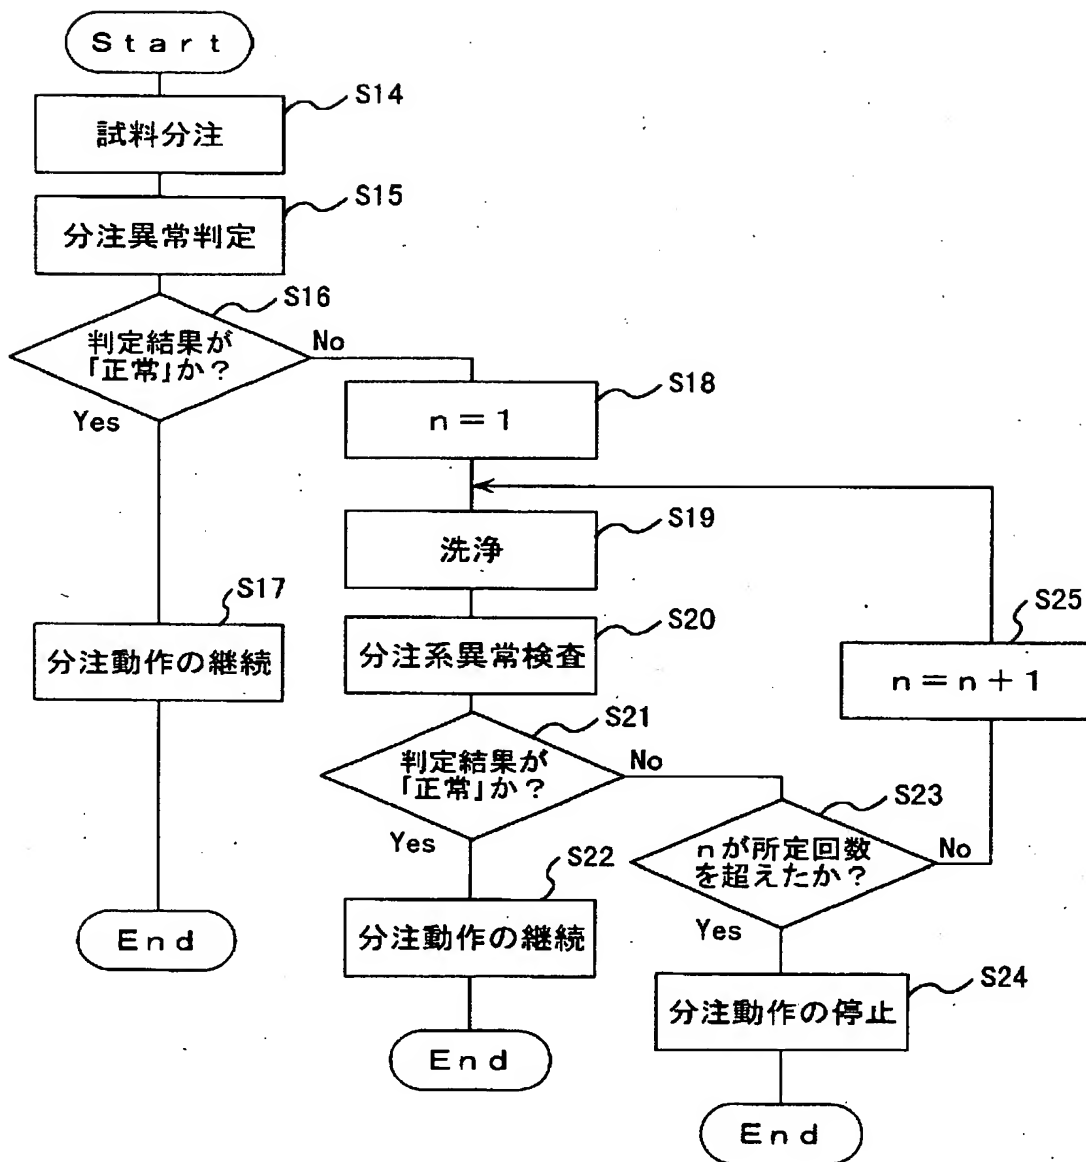 Start
S14
試料分注
S15
分注異常判定
S16
判定結果が
「正常」か？
No
Yes
S18
n＝1
S19
洗浄
S17
分注動作の継続
S20
分注系異常検査
S25
n＝n＋1
S21
判定結果が
「正常」か？
No
Yes
S23
nが所定回数
を超えたか？
No
Yes
S22
分注動作の継続
End
S24
分注動作の停止
End
End